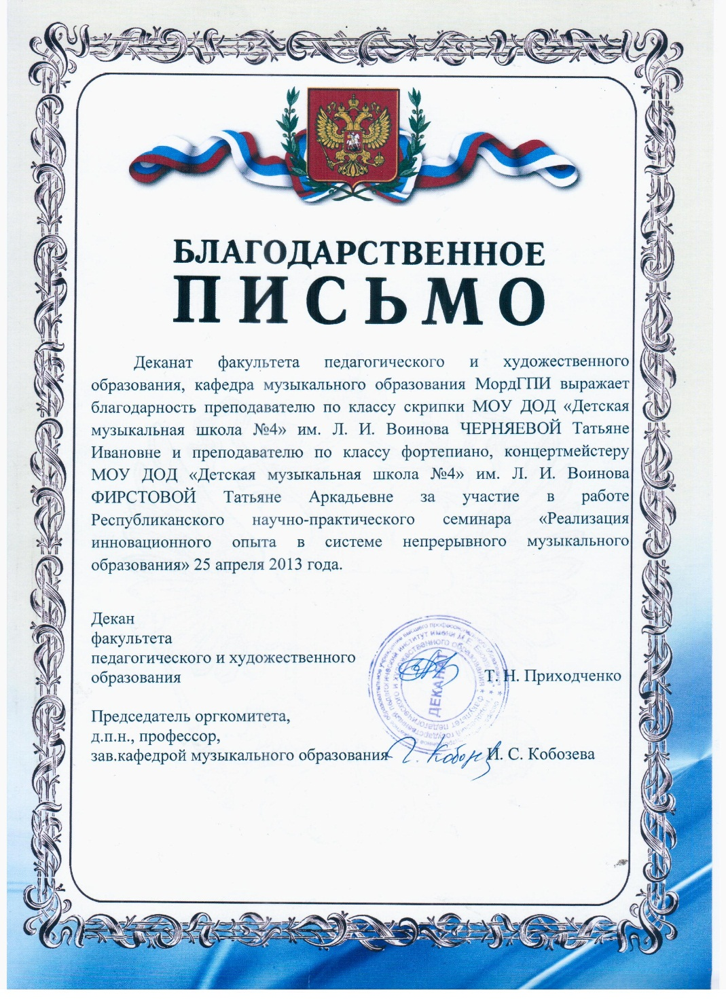 БЛАГОДАРСТВЕННОЕ
ПИСЬМО
Деканат факультета педагогического и художественного
образования, кафедра музыкального образования МордГПИ выражает
благодарность преподавателю по классу скрипки МОУ ДОД «Детская
музыкальная школа №4» им. Л. И. Воинова ЧЕРНЯЕВОЙ Татьяне
Ивановне и преподавателю по классу фортепиано, концертмейстеру
МОУ ДОД «Детская музыкальная школа №4» им. Л. И. Воинова
ФИРСТОВОЙ Татьяне Аркадьевне за участие в работе
Республиканского научно-практического семинара «Реализация
инновационного опыта в системе непрерывного музыкального
образования» 25 апреля 2013 года.
Декан
факультета
педагогического и художественного
образования Т. Н. Приходченко
ДЕКАНАТ
Председатель оргкомитета,
д.п.н., профессор,
зав.кафедрой музыкального образования И. С. Кобозева